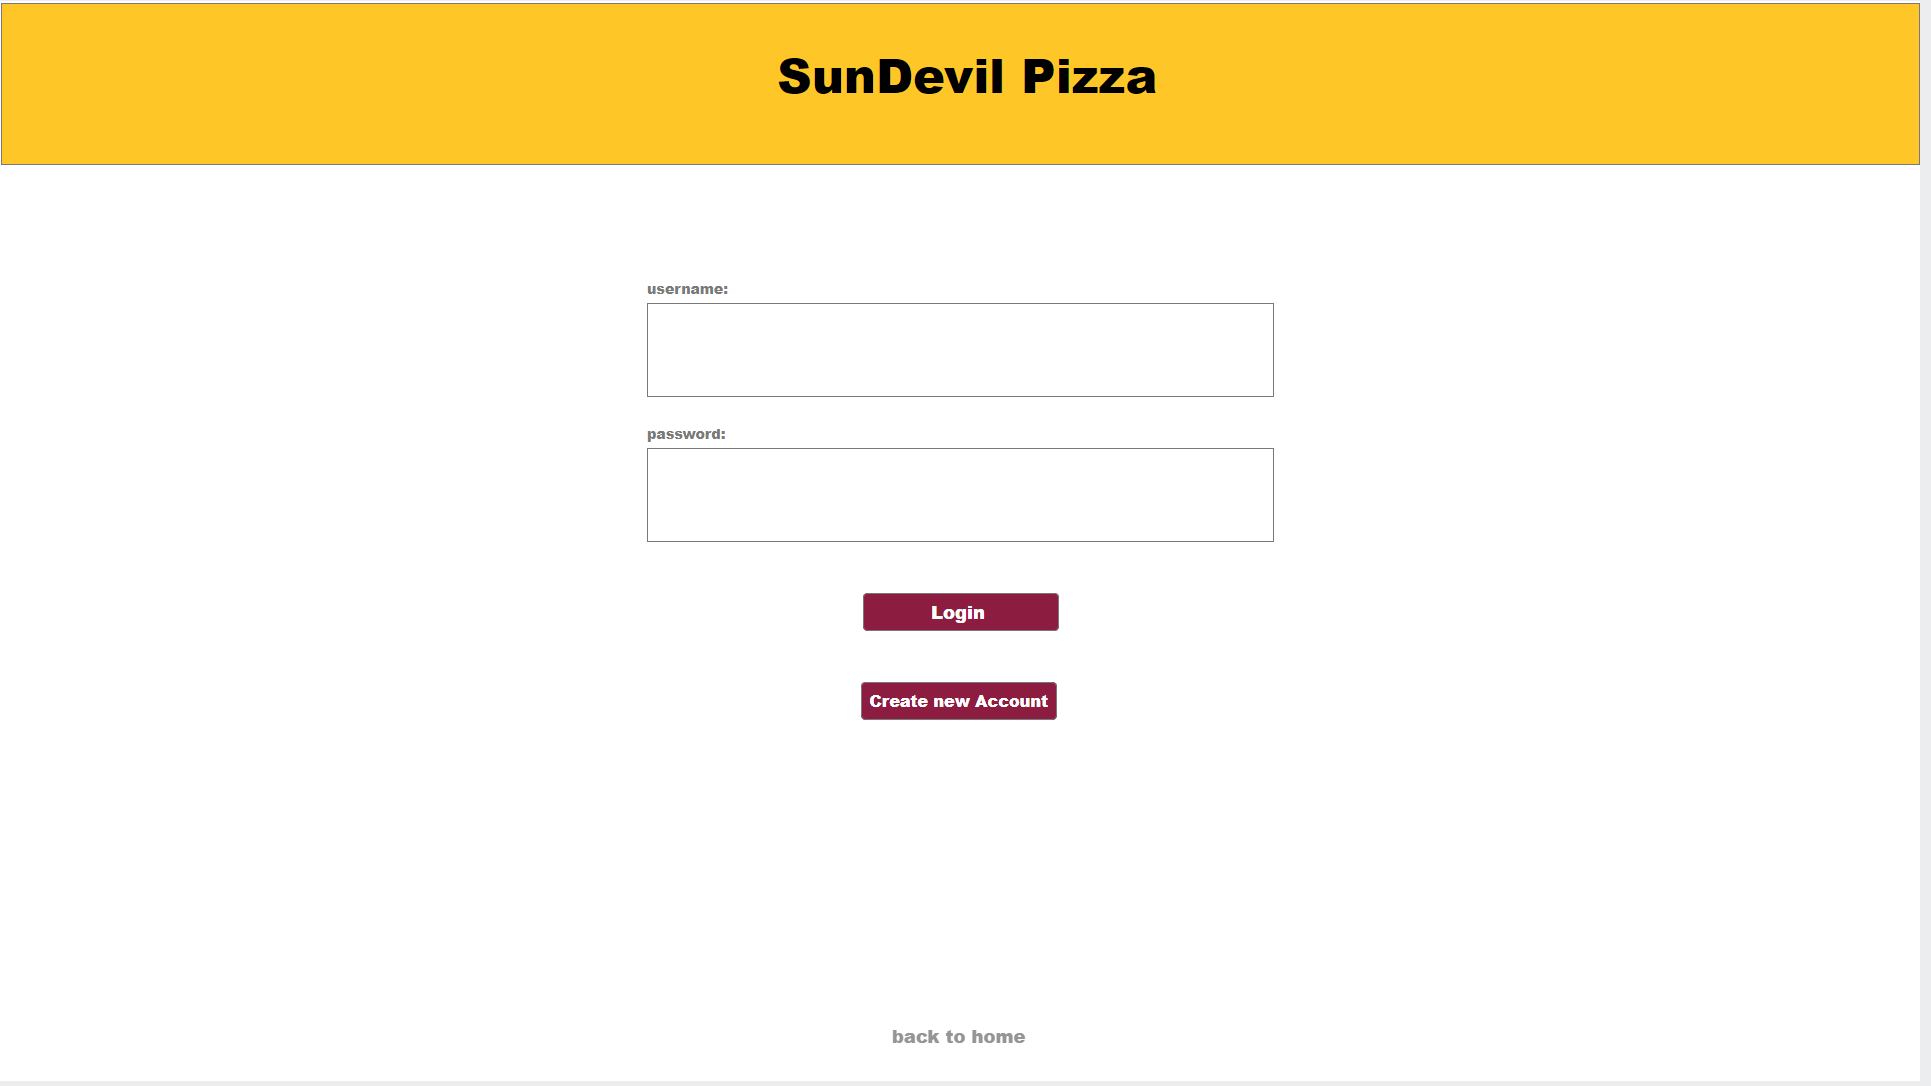 SunDevil Pizza
username:
password:
Login
Create new Account
back to home